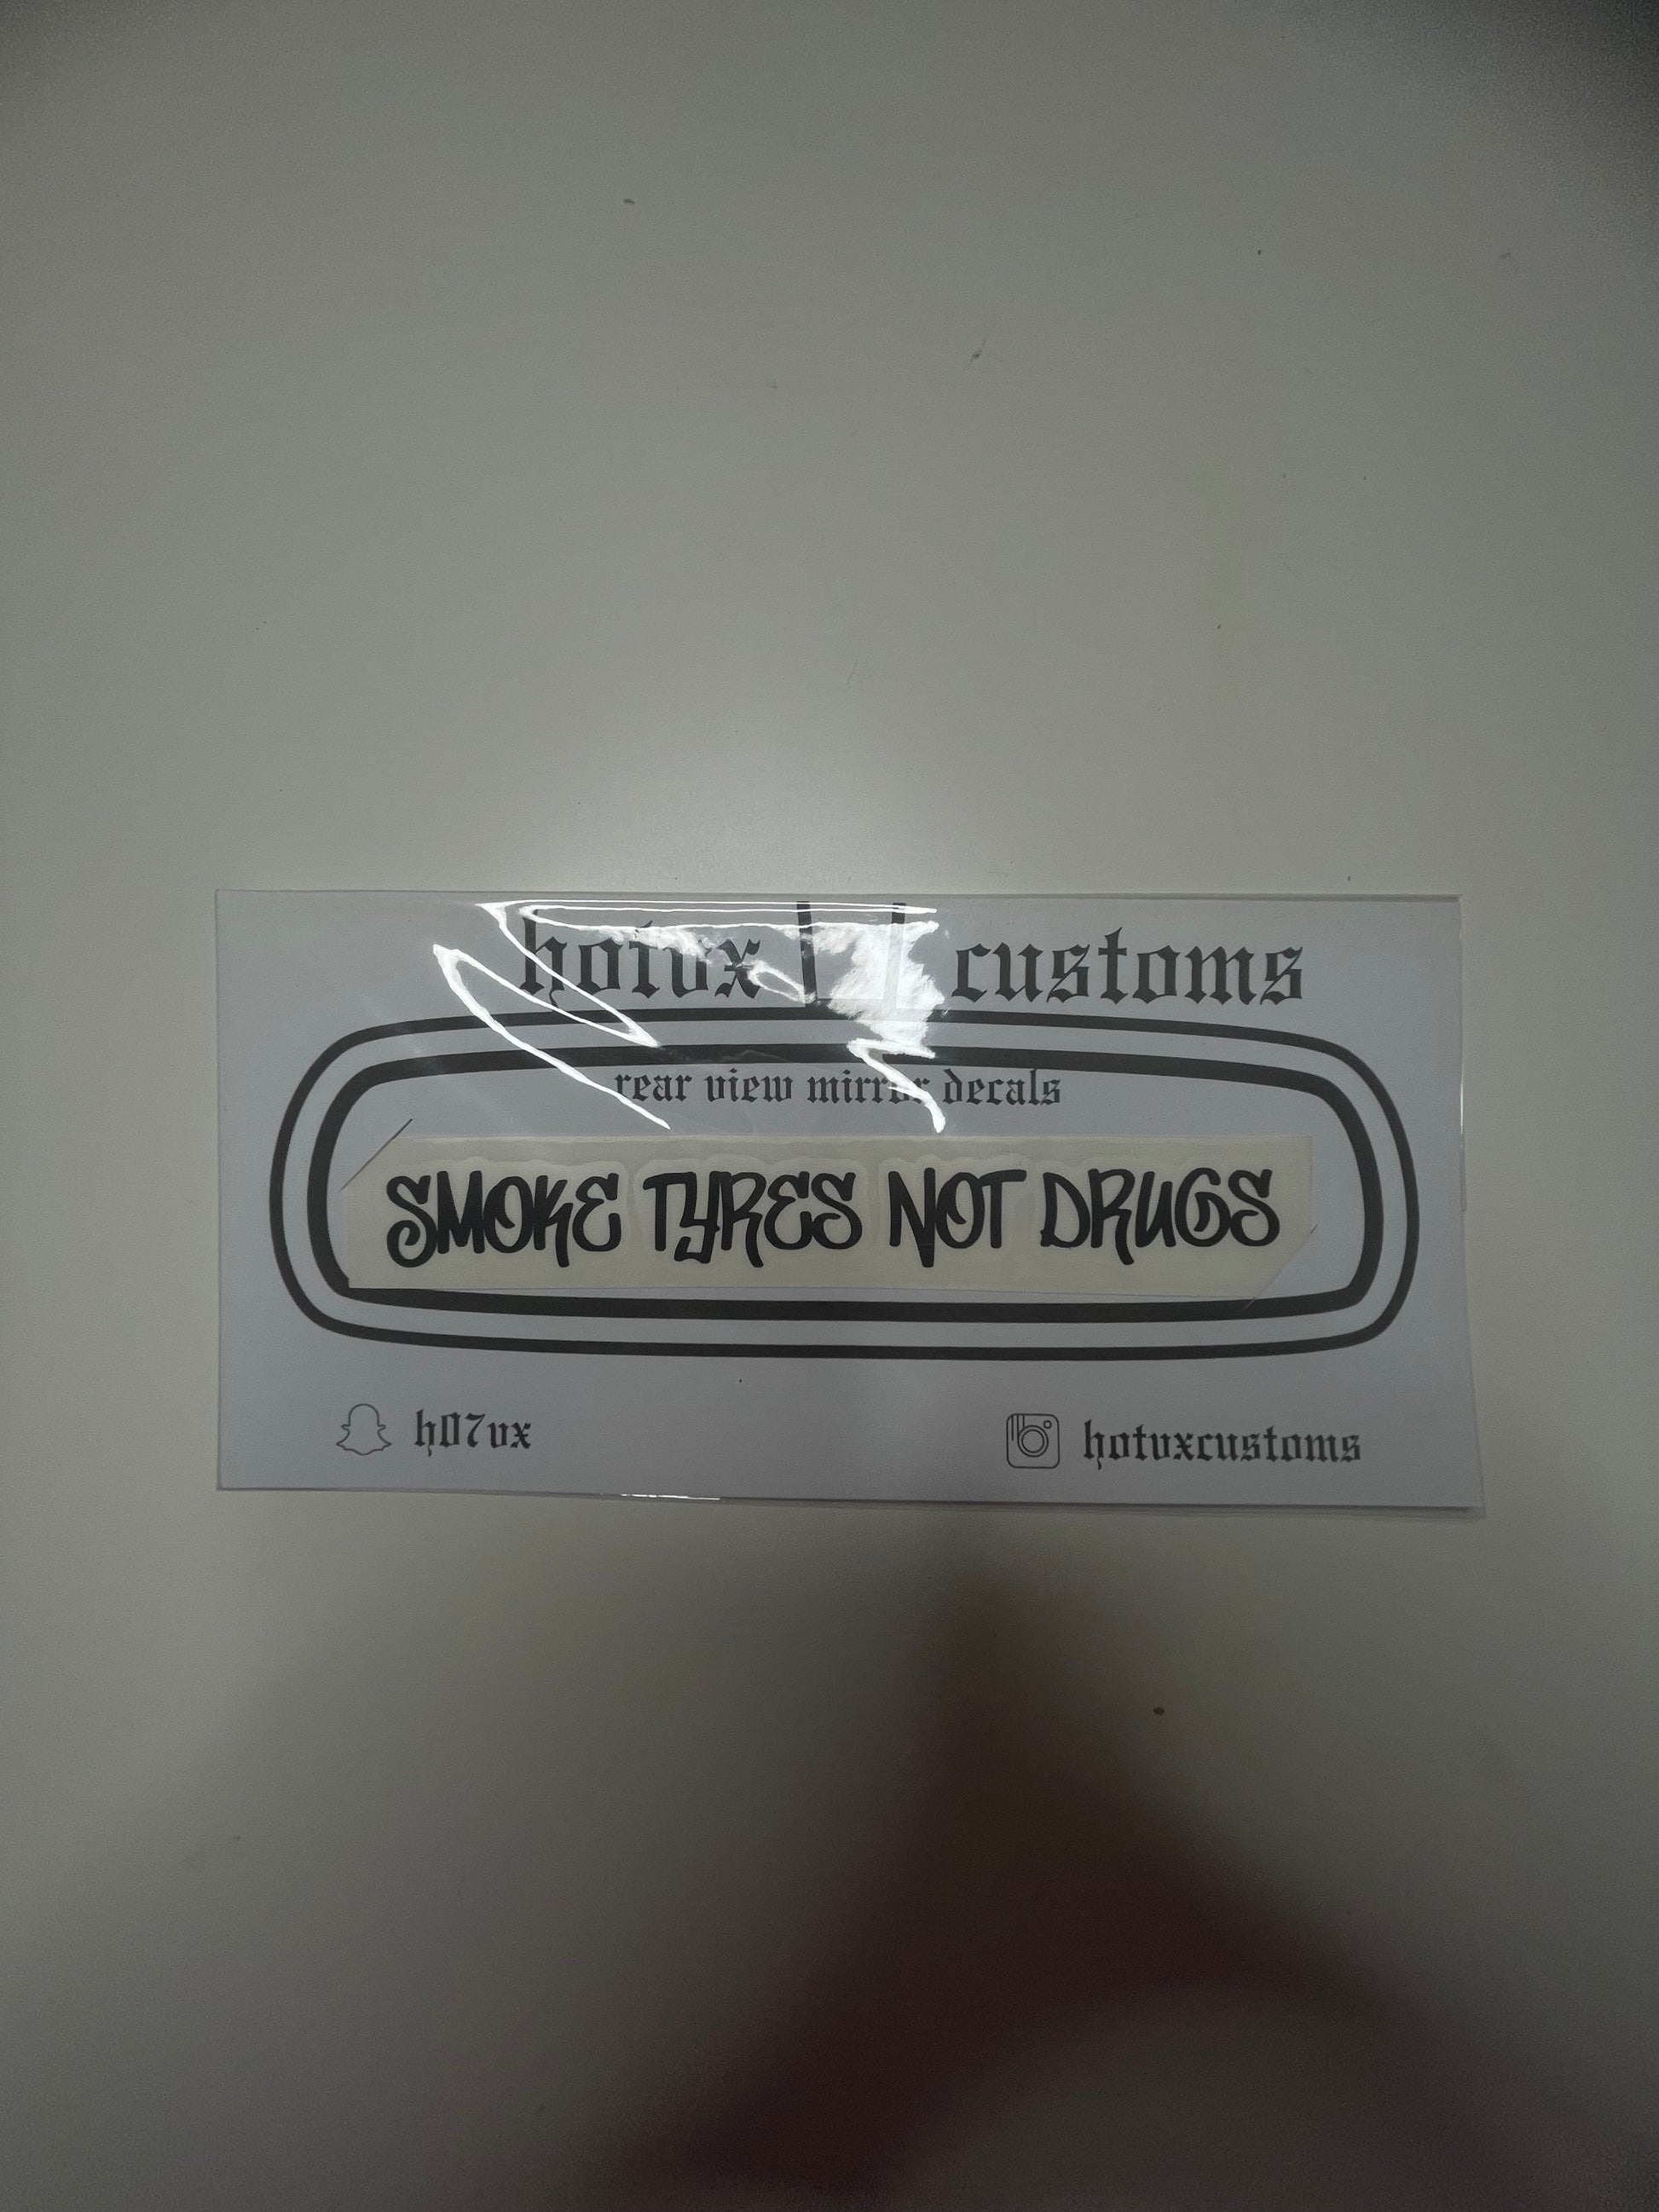 hotvx customs
rear view mirror decals
SMOKE TYRES NOT DRUGS
h07vx
hotvxcustoms